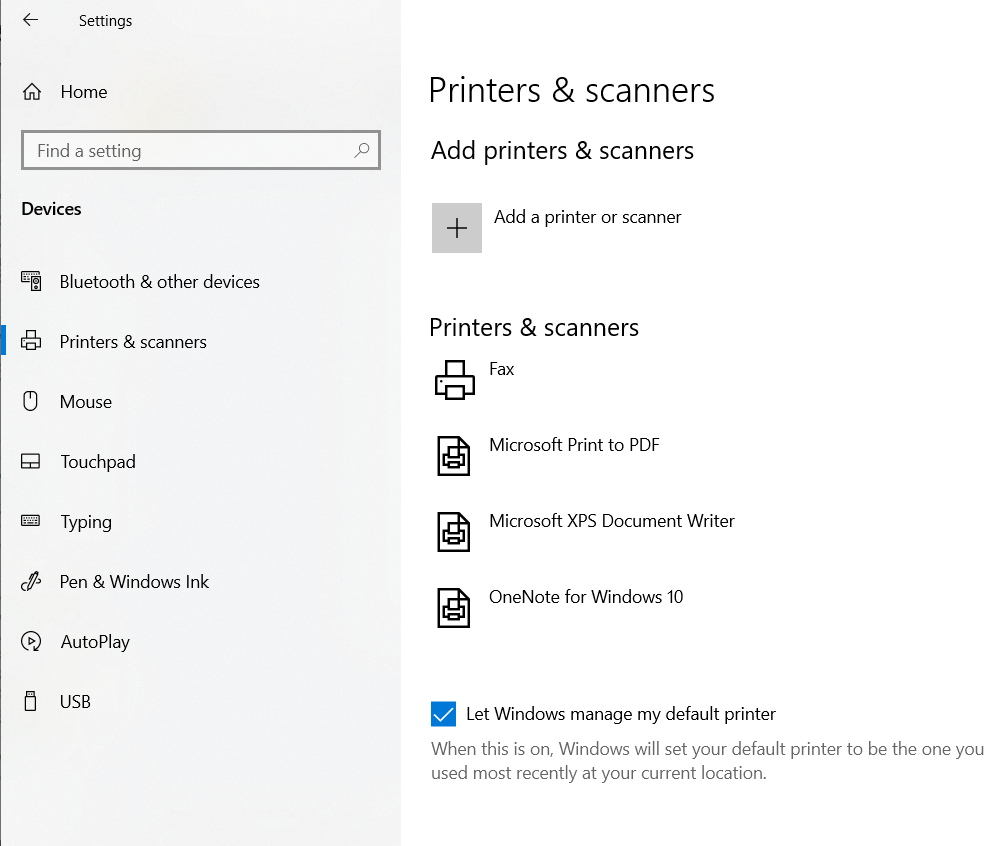 Settings
Home
Find a setting
Devices
Bluetooth & other devices
Printers & scanners
Mouse
Touchpad
Typing
Pen & Windows Ink
AutoPlay
USB
Printers & scanners
Add printers & scanners
Add a printer or scanner
Printers & scanners
Fax
Microsoft Print to PDF
Microsoft XPS Document Writer
OneNote for Windows 10
Let Windows manage my default printer
When this is on, Windows will set your default printer to be the one you
used most recently at your current location.